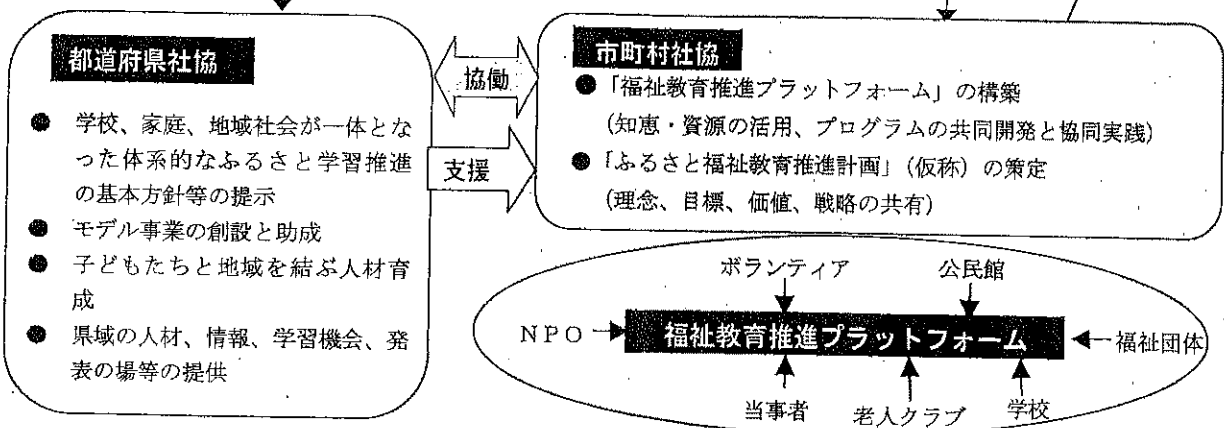 都道府県社協
● 学校、家庭、地域社会が一体とな
った体系的なふるさと学習推進
の基本方針等の提示
● モデル事業の創設と助成
● 子どもたちと地域を結ぶ人材育
成
● 県域の人材、情報、学習機会、発
表の場等の提供
協働
支援
市町村社協
● 「福祉教育推進プラットフォーム」の構築
(知恵・資源の活用、プログラムの共同開発と協同実践)
● 「ふるさと福祉教育推進計画」(仮称)の策定
(理念、目標、価値、戦略の共有)
ボランティア 公民館
NPO 福祉教育推進プラットフォーム 福祉団体
当事者 老人クラブ 学校